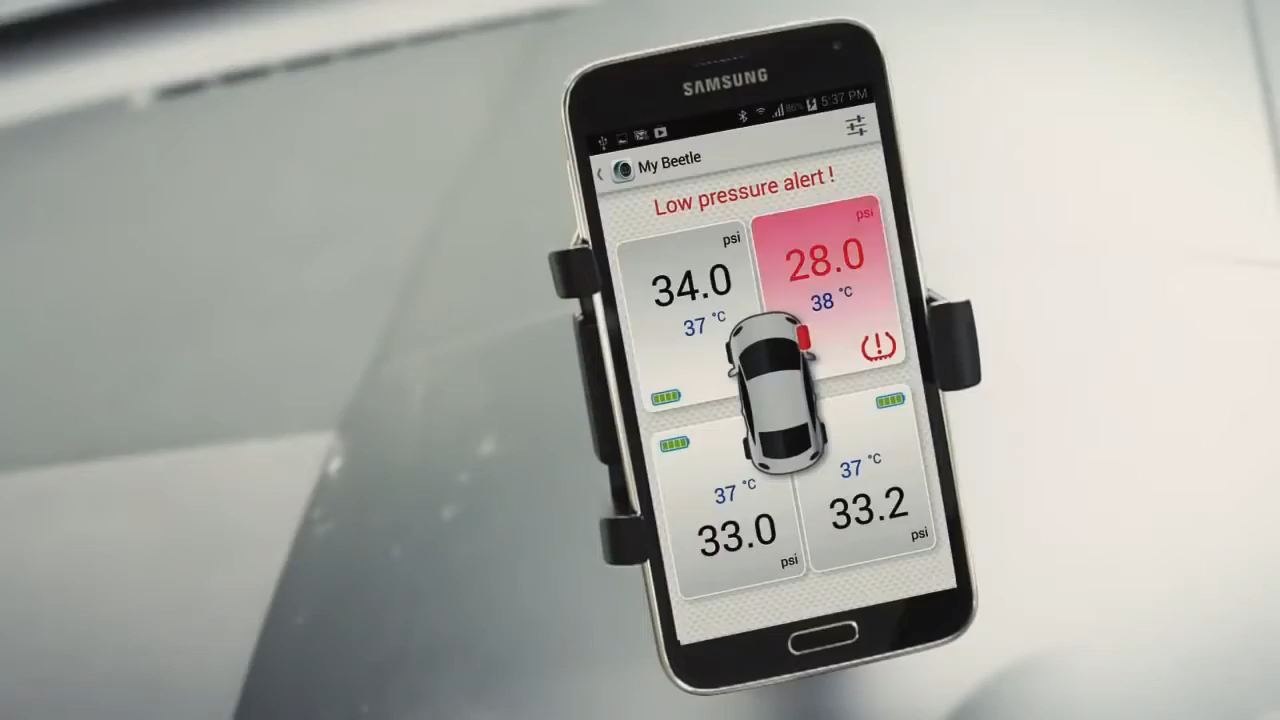 SAMSUNG
86% 5:37 PM
My Beetle
Low pressure alert !
psi
34.0
37 °C
psi
28.0
38 °C
37 °C
33.0
psi
37 °C
33.2
psi